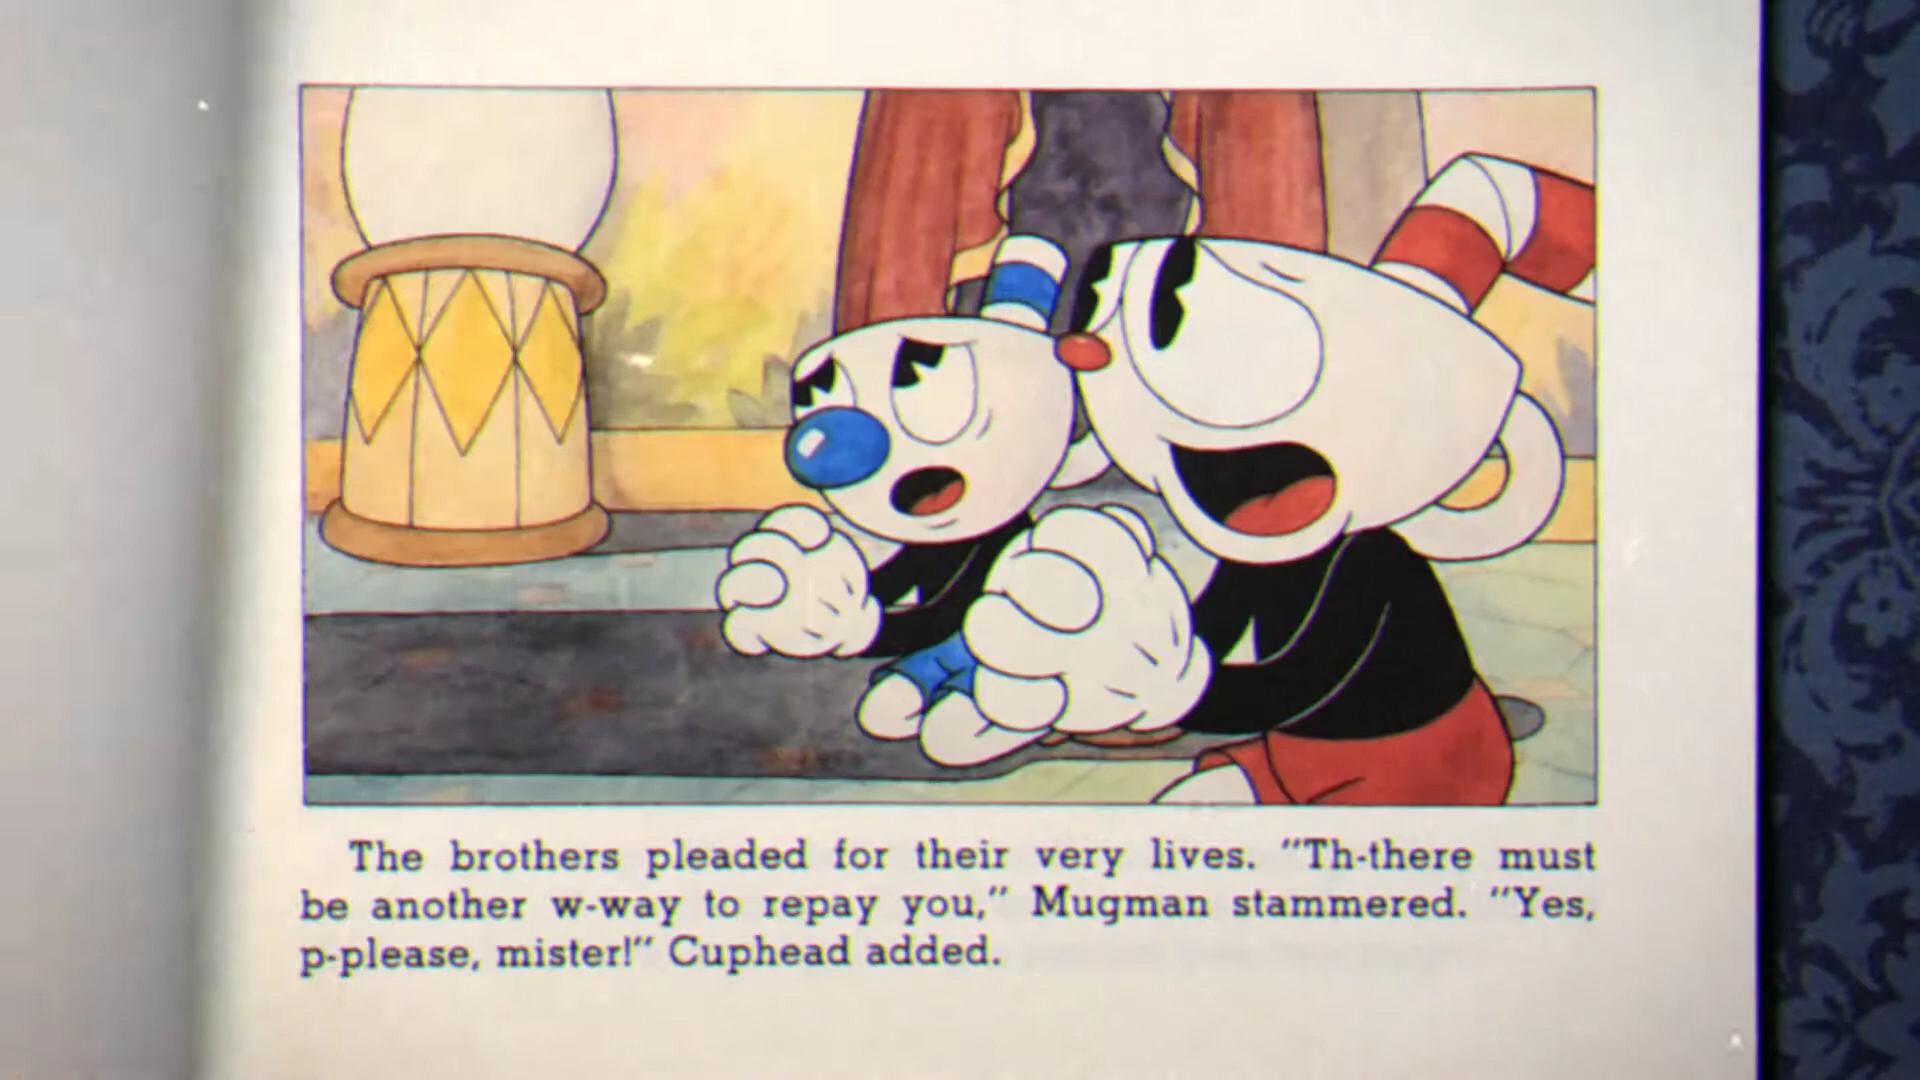 The brothers pleaded for their very lives. “Th-there must
be another w-way to repay you,” Mugman stammered. “Yes,
p-please, mister!” Cuphead added.